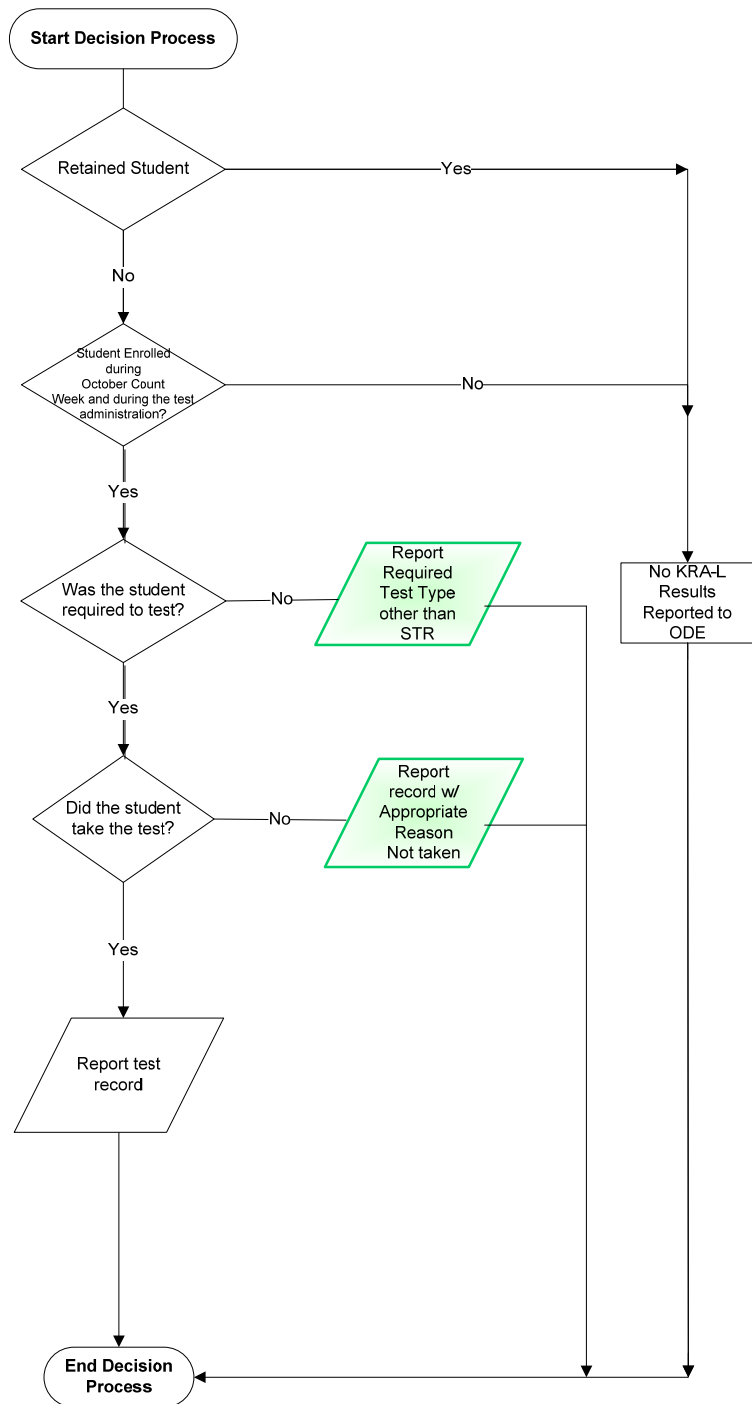 Start Decision Process
Retained Student
Yes
No
Student Enrolled
during
October Count
Week and during the test
administration?
No
Yes
Was the student
required to test?
No
Report
Required
Test Type
other than
STR
No KRA-L
Results
Reported to
ODE
Yes
Did the student
take the test?
No
Report
record w/
Appropriate
Reason
Not taken
Yes
Report test
record
End Decision
Process